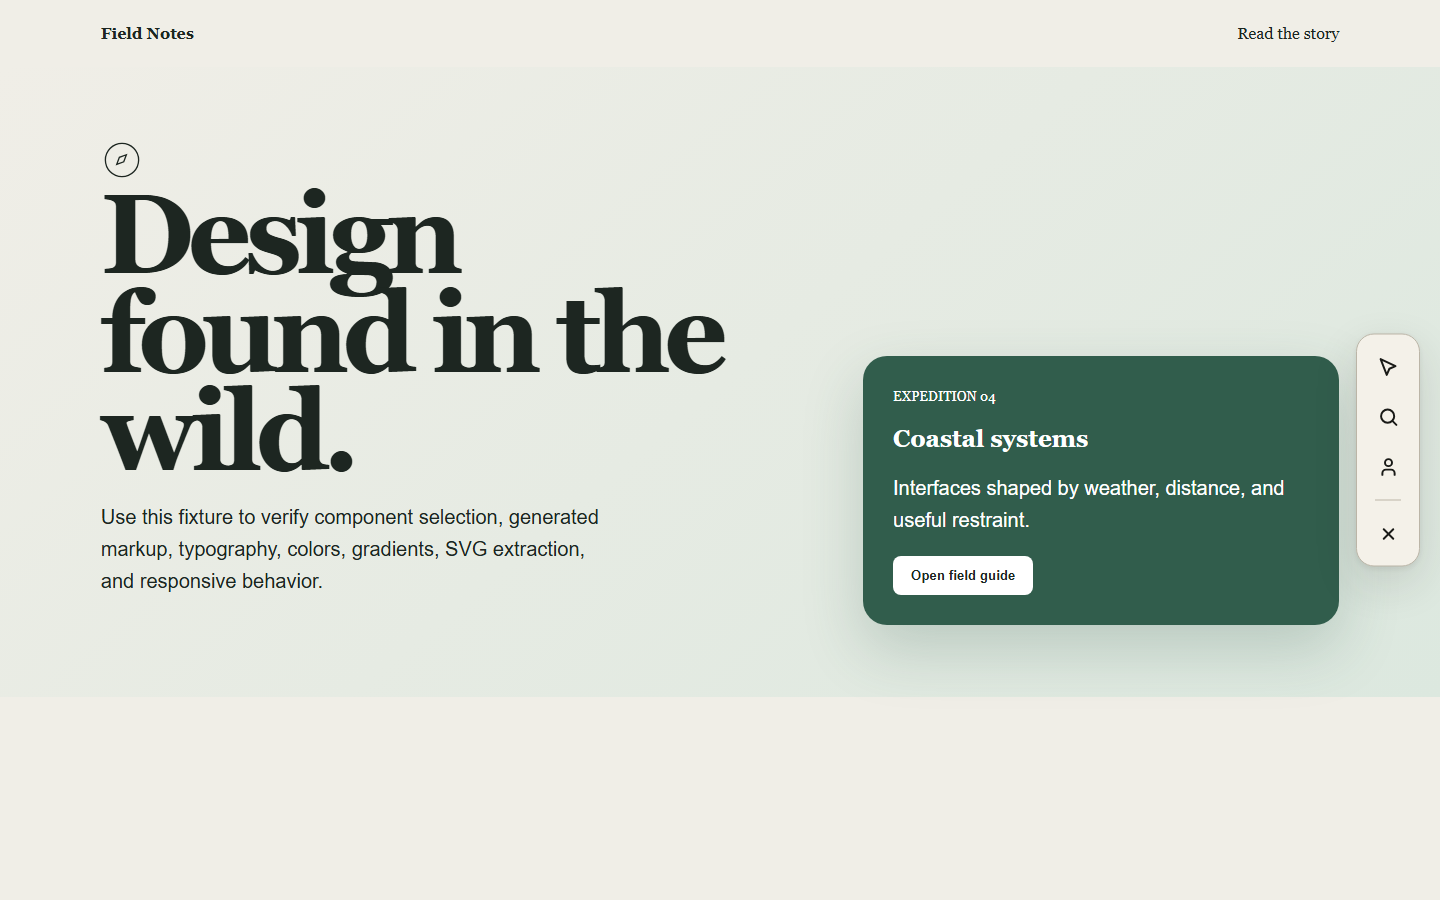 Field Notes
Read the story
Design
found in the
wild.
Use this fixture to verify component selection, generated
markup, typography, colors, gradients, SVG extraction,
and responsive behavior.
EXPEDITION 04
Coastal systems
Interfaces shaped by weather, distance, and
useful restraint.
Open field guide